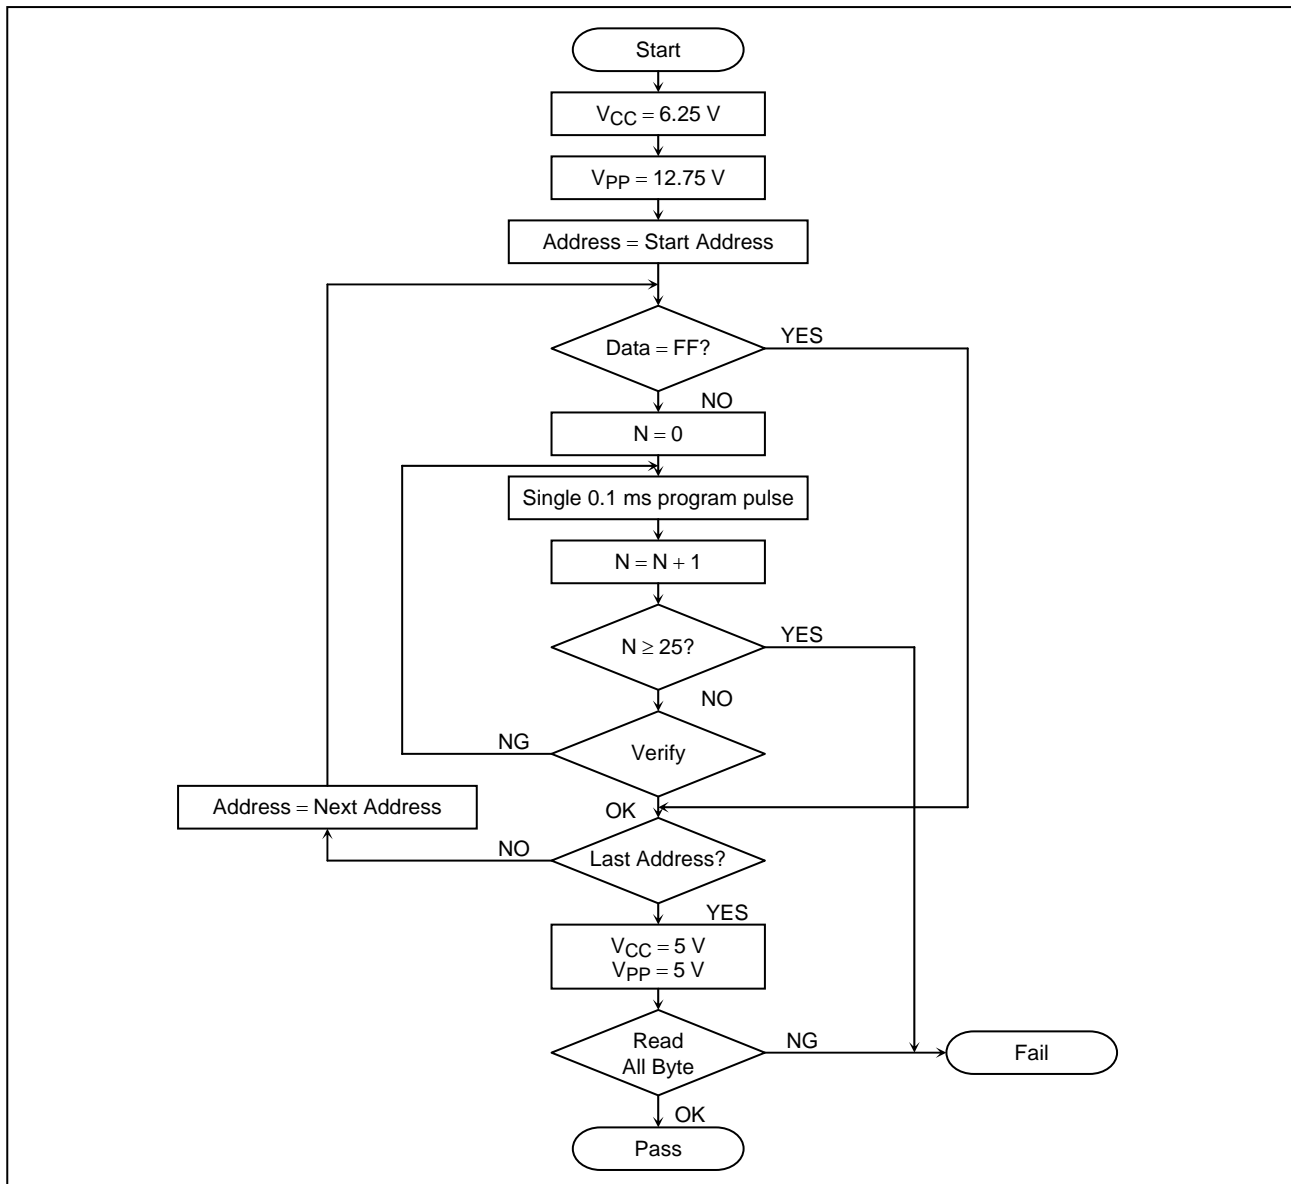 Start
VCC = 6.25 V
VPP = 12.75 V
Address = Start Address
Data = FF?
YES
NO
N = 0
Single 0.1 ms program pulse
N = N + 1
N ≥ 25?
YES
NO
NG
Verify
Address = Next Address
OK
NO
Last Address?
YES
VCC = 5 V
VPP = 5 V
Read
All Byte
NG
Fail
OK
Pass